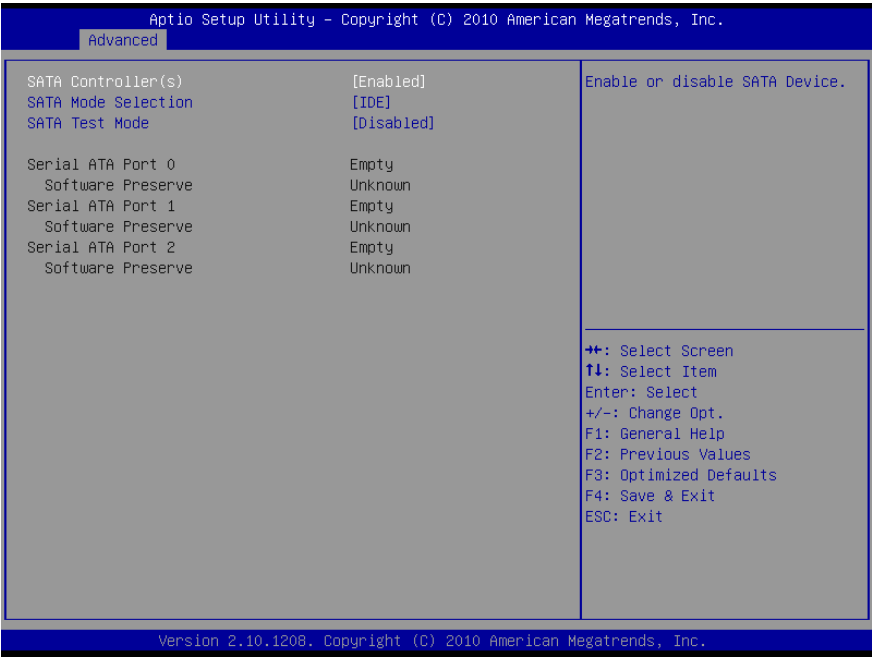 Aptio Setup Utility – Copyright (C) 2010 American Megatrends, Inc.
Advanced
SATA Controller(s) [Enabled]
SATA Mode Selection [IDE]
SATA Test Mode [Disabled]
Serial ATA Port 0 Empty
Software Preserve Unknown
Serial ATA Port 1 Empty
Software Preserve Unknown
Serial ATA Port 2 Empty
Software Preserve Unknown
Enable or disable SATA Device.
→←: Select Screen
↑↓: Select Item
Enter: Select
+/-: Change Opt.
F1: General Help
F2: Previous Values
F3: Optimized Defaults
F4: Save & Exit
ESC: Exit
Version 2.10.1208. Copyright (C) 2010 American Megatrends, Inc.